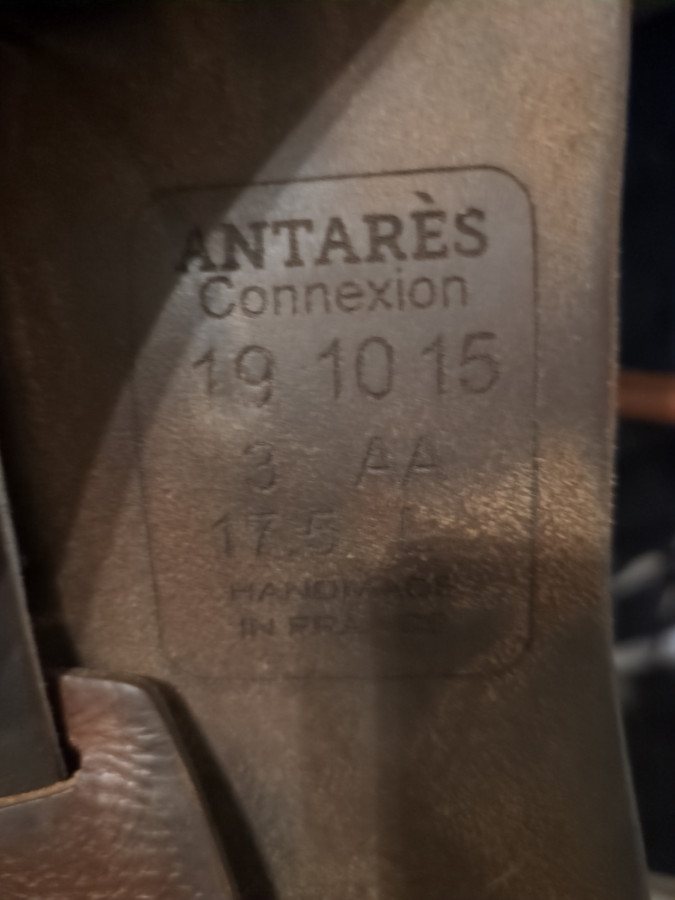 ANTARÈS
Connexion
19 10 15
3 AA
17.5 L
HANDMADE
IN FRANCE